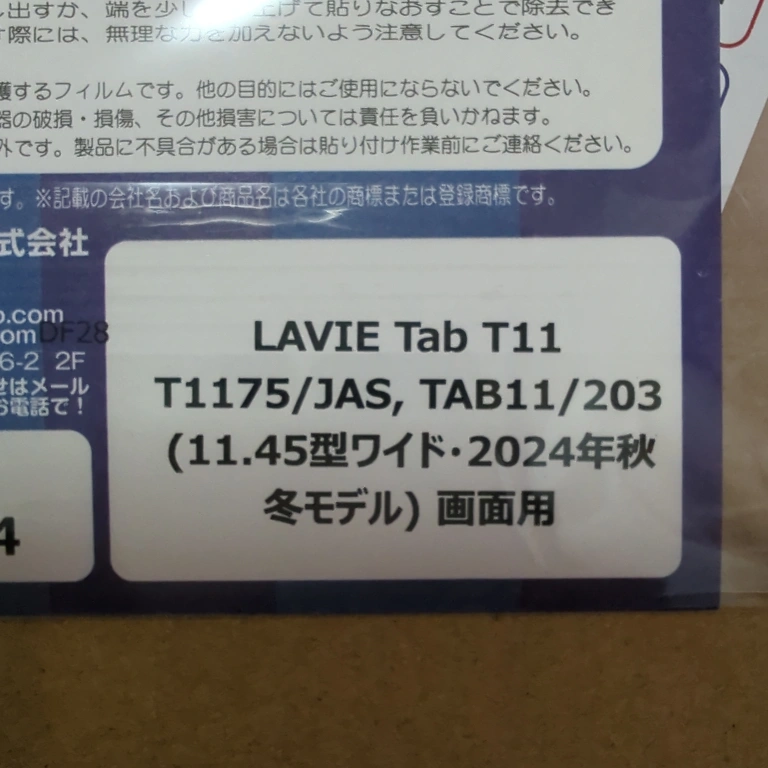 し出すか、端を少し 上げて貼りなおすことで除去でき
す際には、無理な力を加えないよう注意してください。
護するフィルムです。他の目的にはご使用にならないでください。
器の破損・損傷、その他損害については責任を負いかねます。
外です。製品に不具合がある場合は貼り付け作業前にご連絡ください。
す。※記載の会社名および商品名は各社の商標または登録商標です。
式会社
o.com
om DF28
6-2 2F
せはメール
お電話で！
4
LAVIE Tab T11
T1175/JAS, TAB11/203
(11.45型ワイド・2024年秋
冬モデル) 画面用